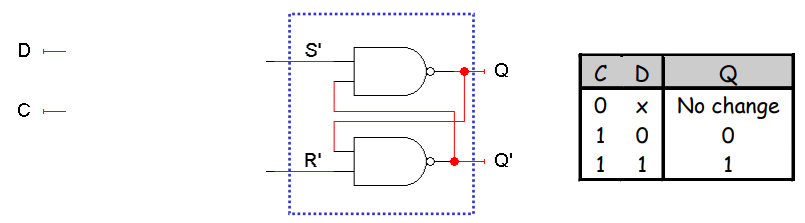 D
C
S'
Q
R'
Q'
C D Q
0 x No change
1 0 0
1 1 1